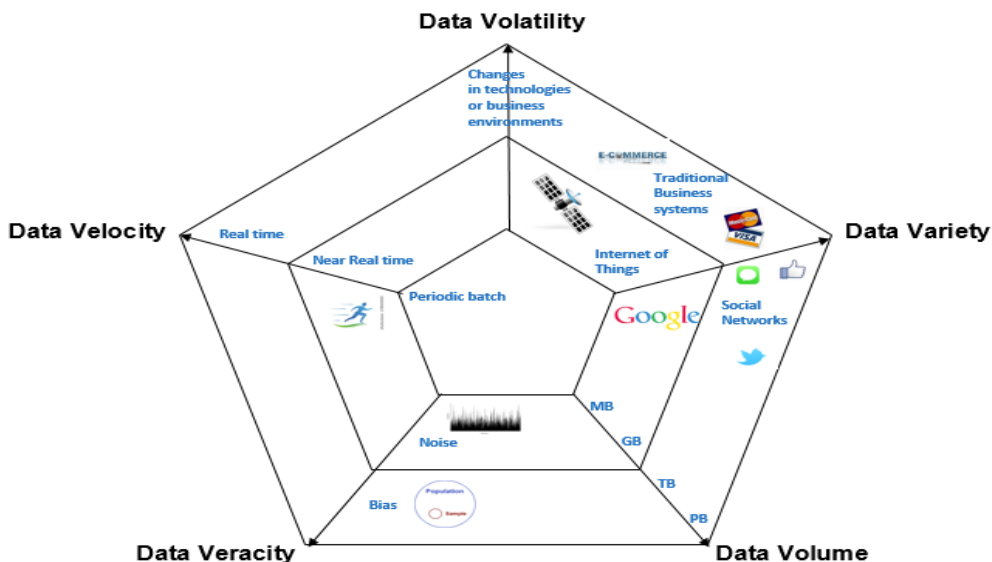 Data Volatility
Changes
in technologies
or business
environments
E-COMMERCE
Traditional
Business
systems
MasterCard
VISA
Data Velocity
Real time
Data Variety
Near Real time
Internet of
Things
Periodic batch
Google
Social
Networks
MB
Noise
GB
TB
Bias
Population
Sample
PB
Data Veracity
Data Volume